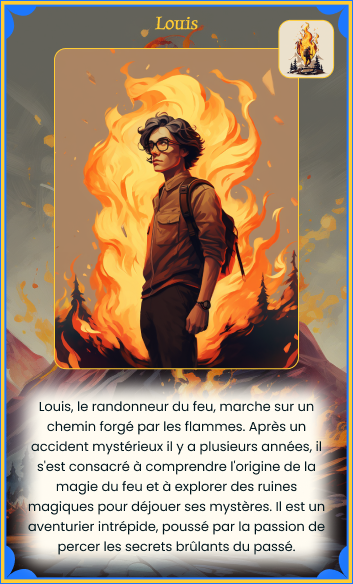 Louis
Louis, le randonneur du feu, marche sur un
chemin forgé par les flammes. Après un
accident mystérieux il y a plusieurs années, il
s'est consacré à comprendre l'origine de la
magie du feu et à explorer des ruines
magiques pour déjouer ses mystères. Il est un
aventurier intrépide, poussé par la passion de
percer les secrets brûlants du passé.